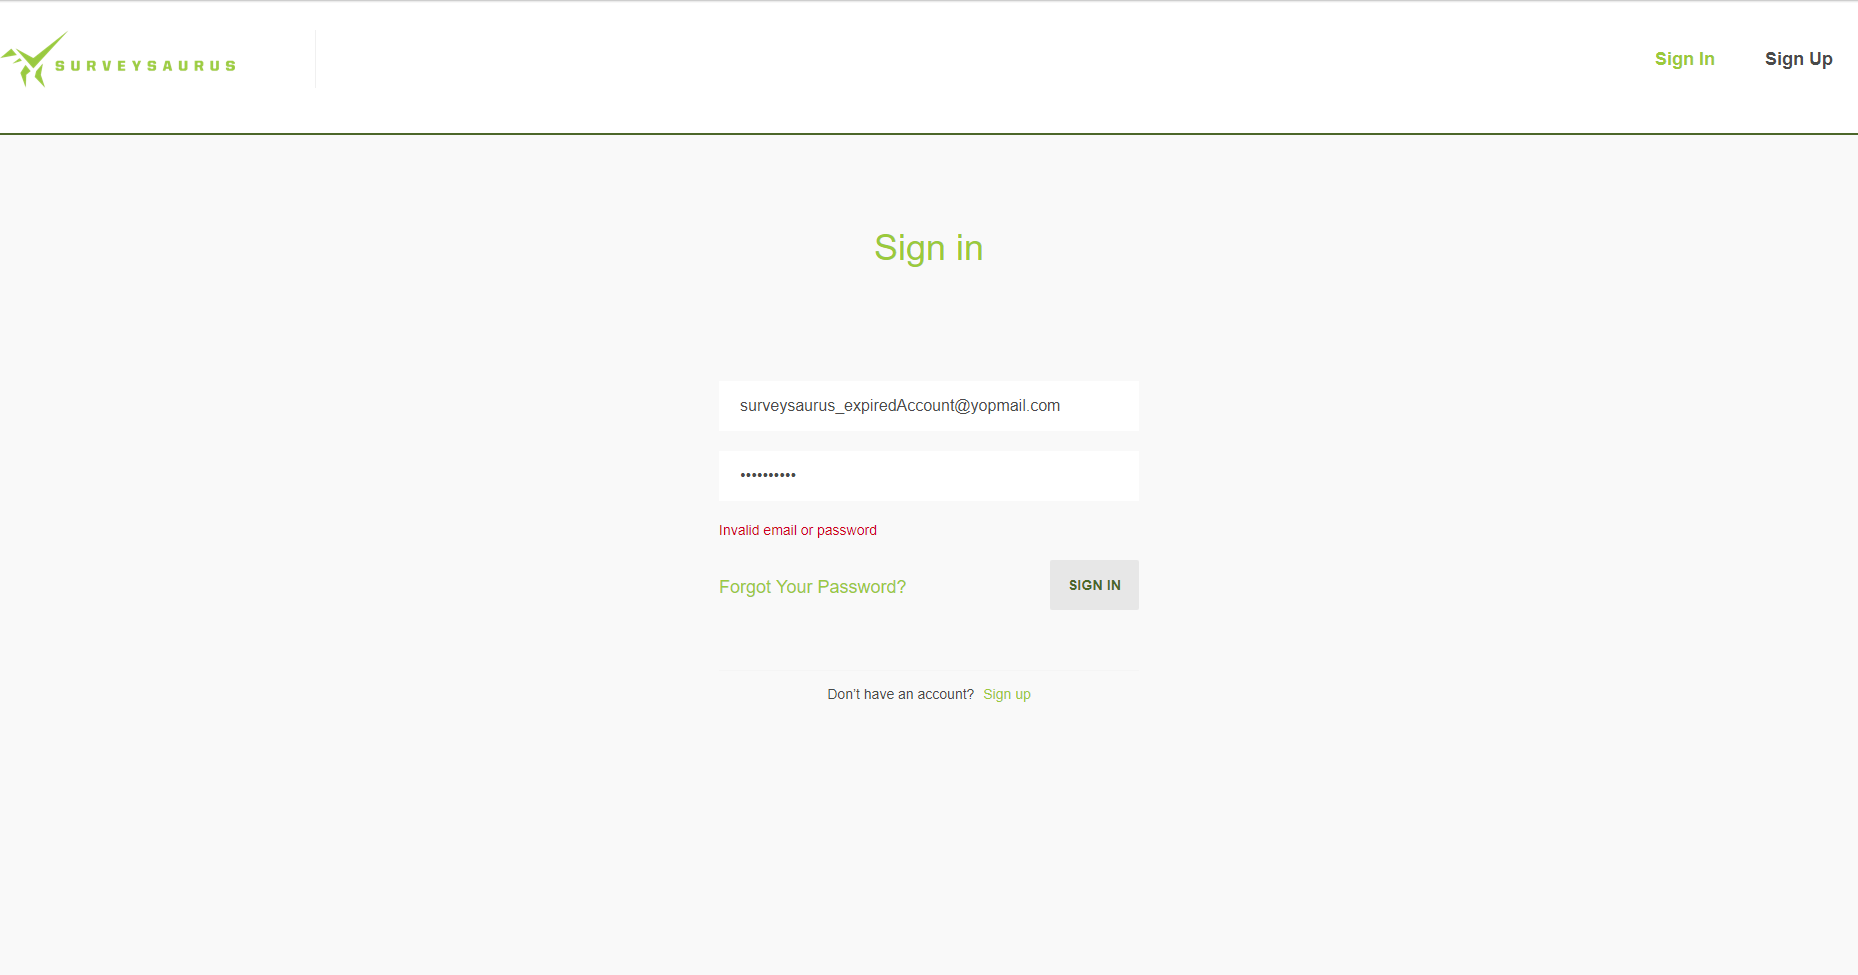 SURVEYSAURUS
Sign In
Sign Up
Sign in
surveysaurus_expiredAccount@yopmail.com
••••••••••
Invalid email or password
Forgot Your Password?
SIGN IN
Don't have an account? Sign up